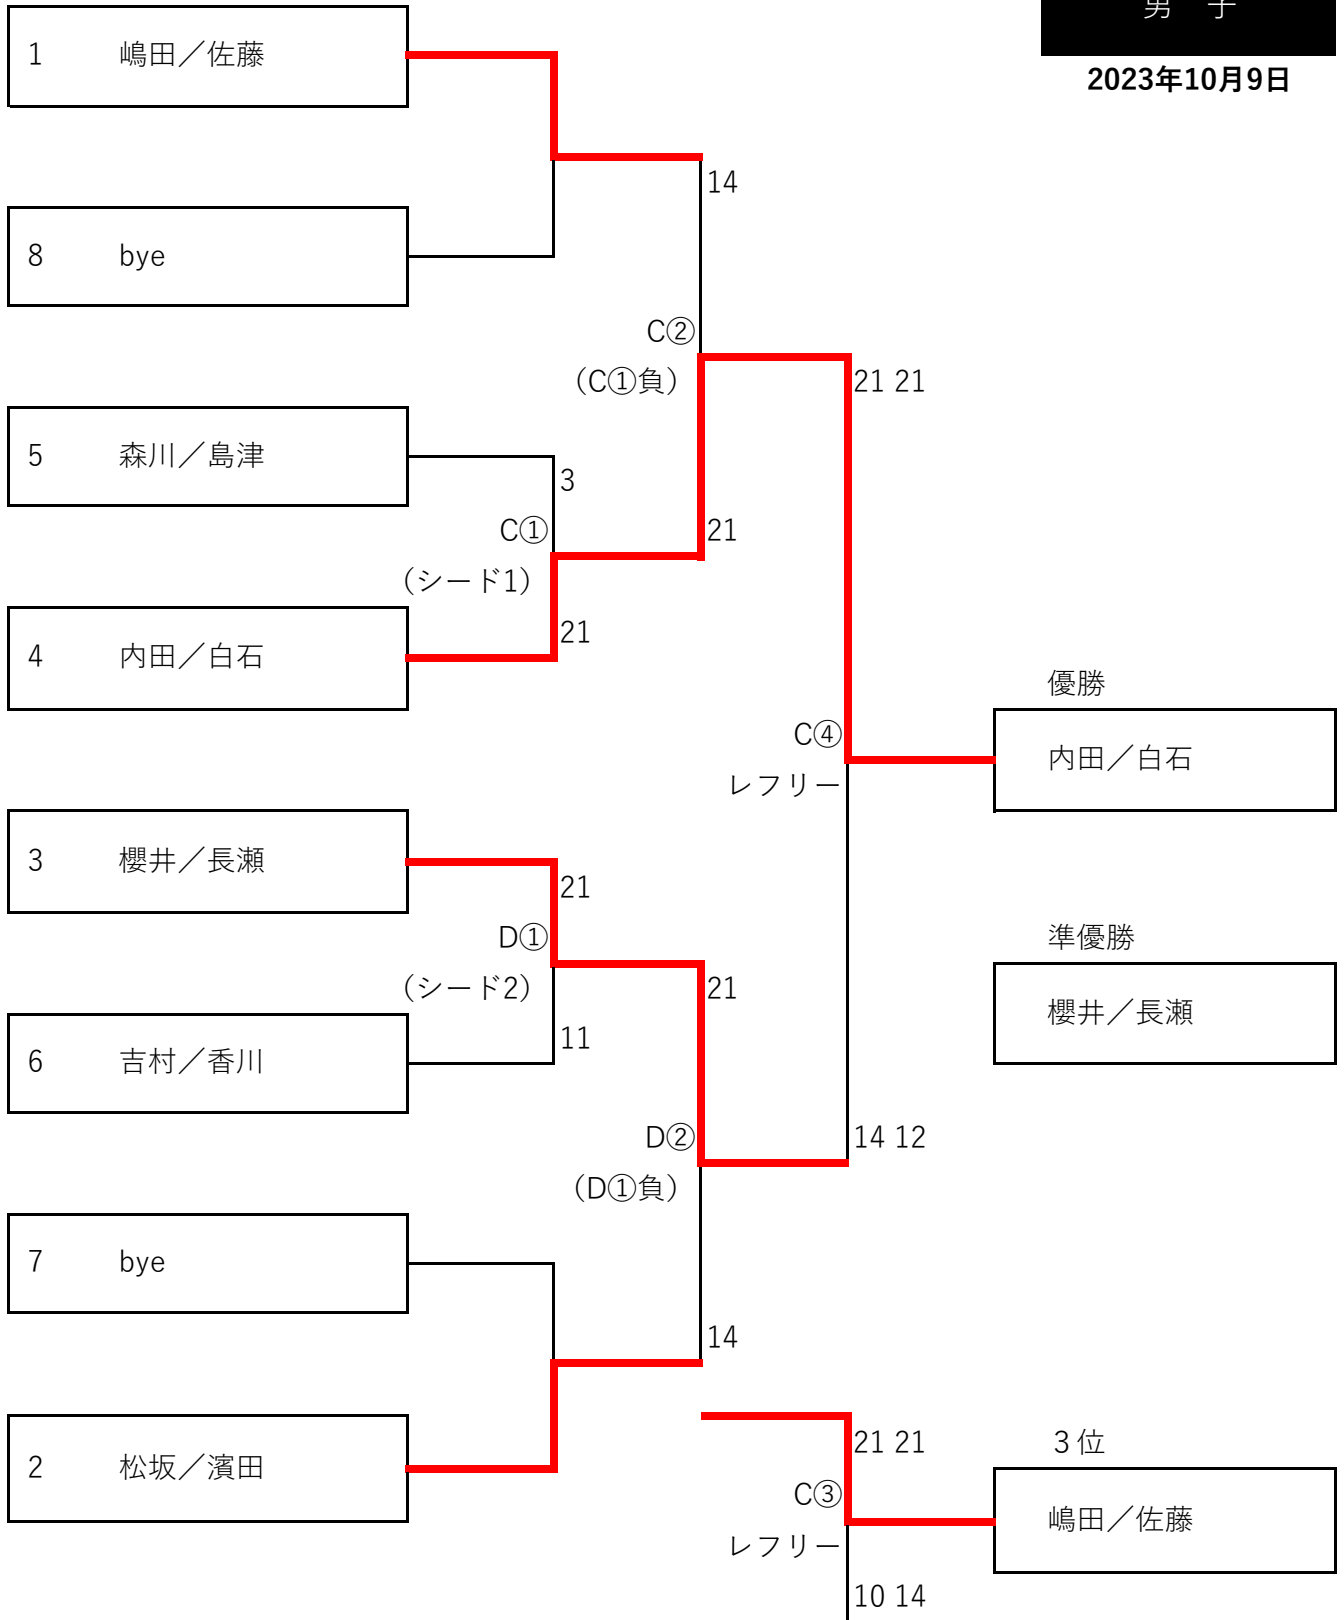 男　子
2023年10月9日
1 嶋田／佐藤
14
8 bye
C②
（C①負）
21 21
5 森川／島津
3
C①
21
（シード1）
21
4 内田／白石
優勝
C④
内田／白石
レフリー
3 櫻井／長瀬
21
D①
準優勝
（シード2）
21
櫻井／長瀬
11
6 吉村／香川
D②
14 12
（D①負）
7 bye
14
2 松坂／濱田
21 21
３位
C③
嶋田／佐藤
レフリー
10 14